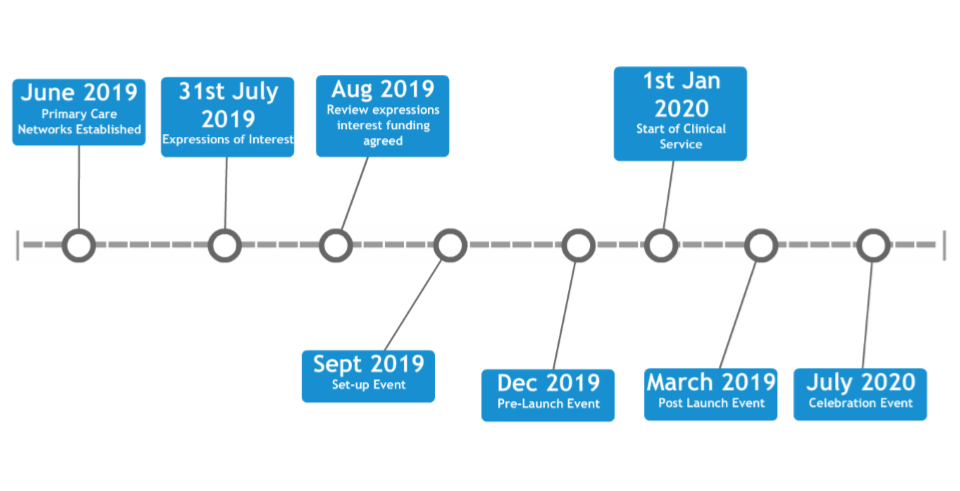 June 2019
Primary Care
Networks Established
31st July
2019
Expressions of Interest
Aug 2019
Review expressions
interest funding
agreed
Sept 2019
Set-up Event
Dec 2019
Pre-Launch Event
1st Jan
2020
Start of Clinical
Service
March 2019
Post Launch Event
July 2020
Celebration Event